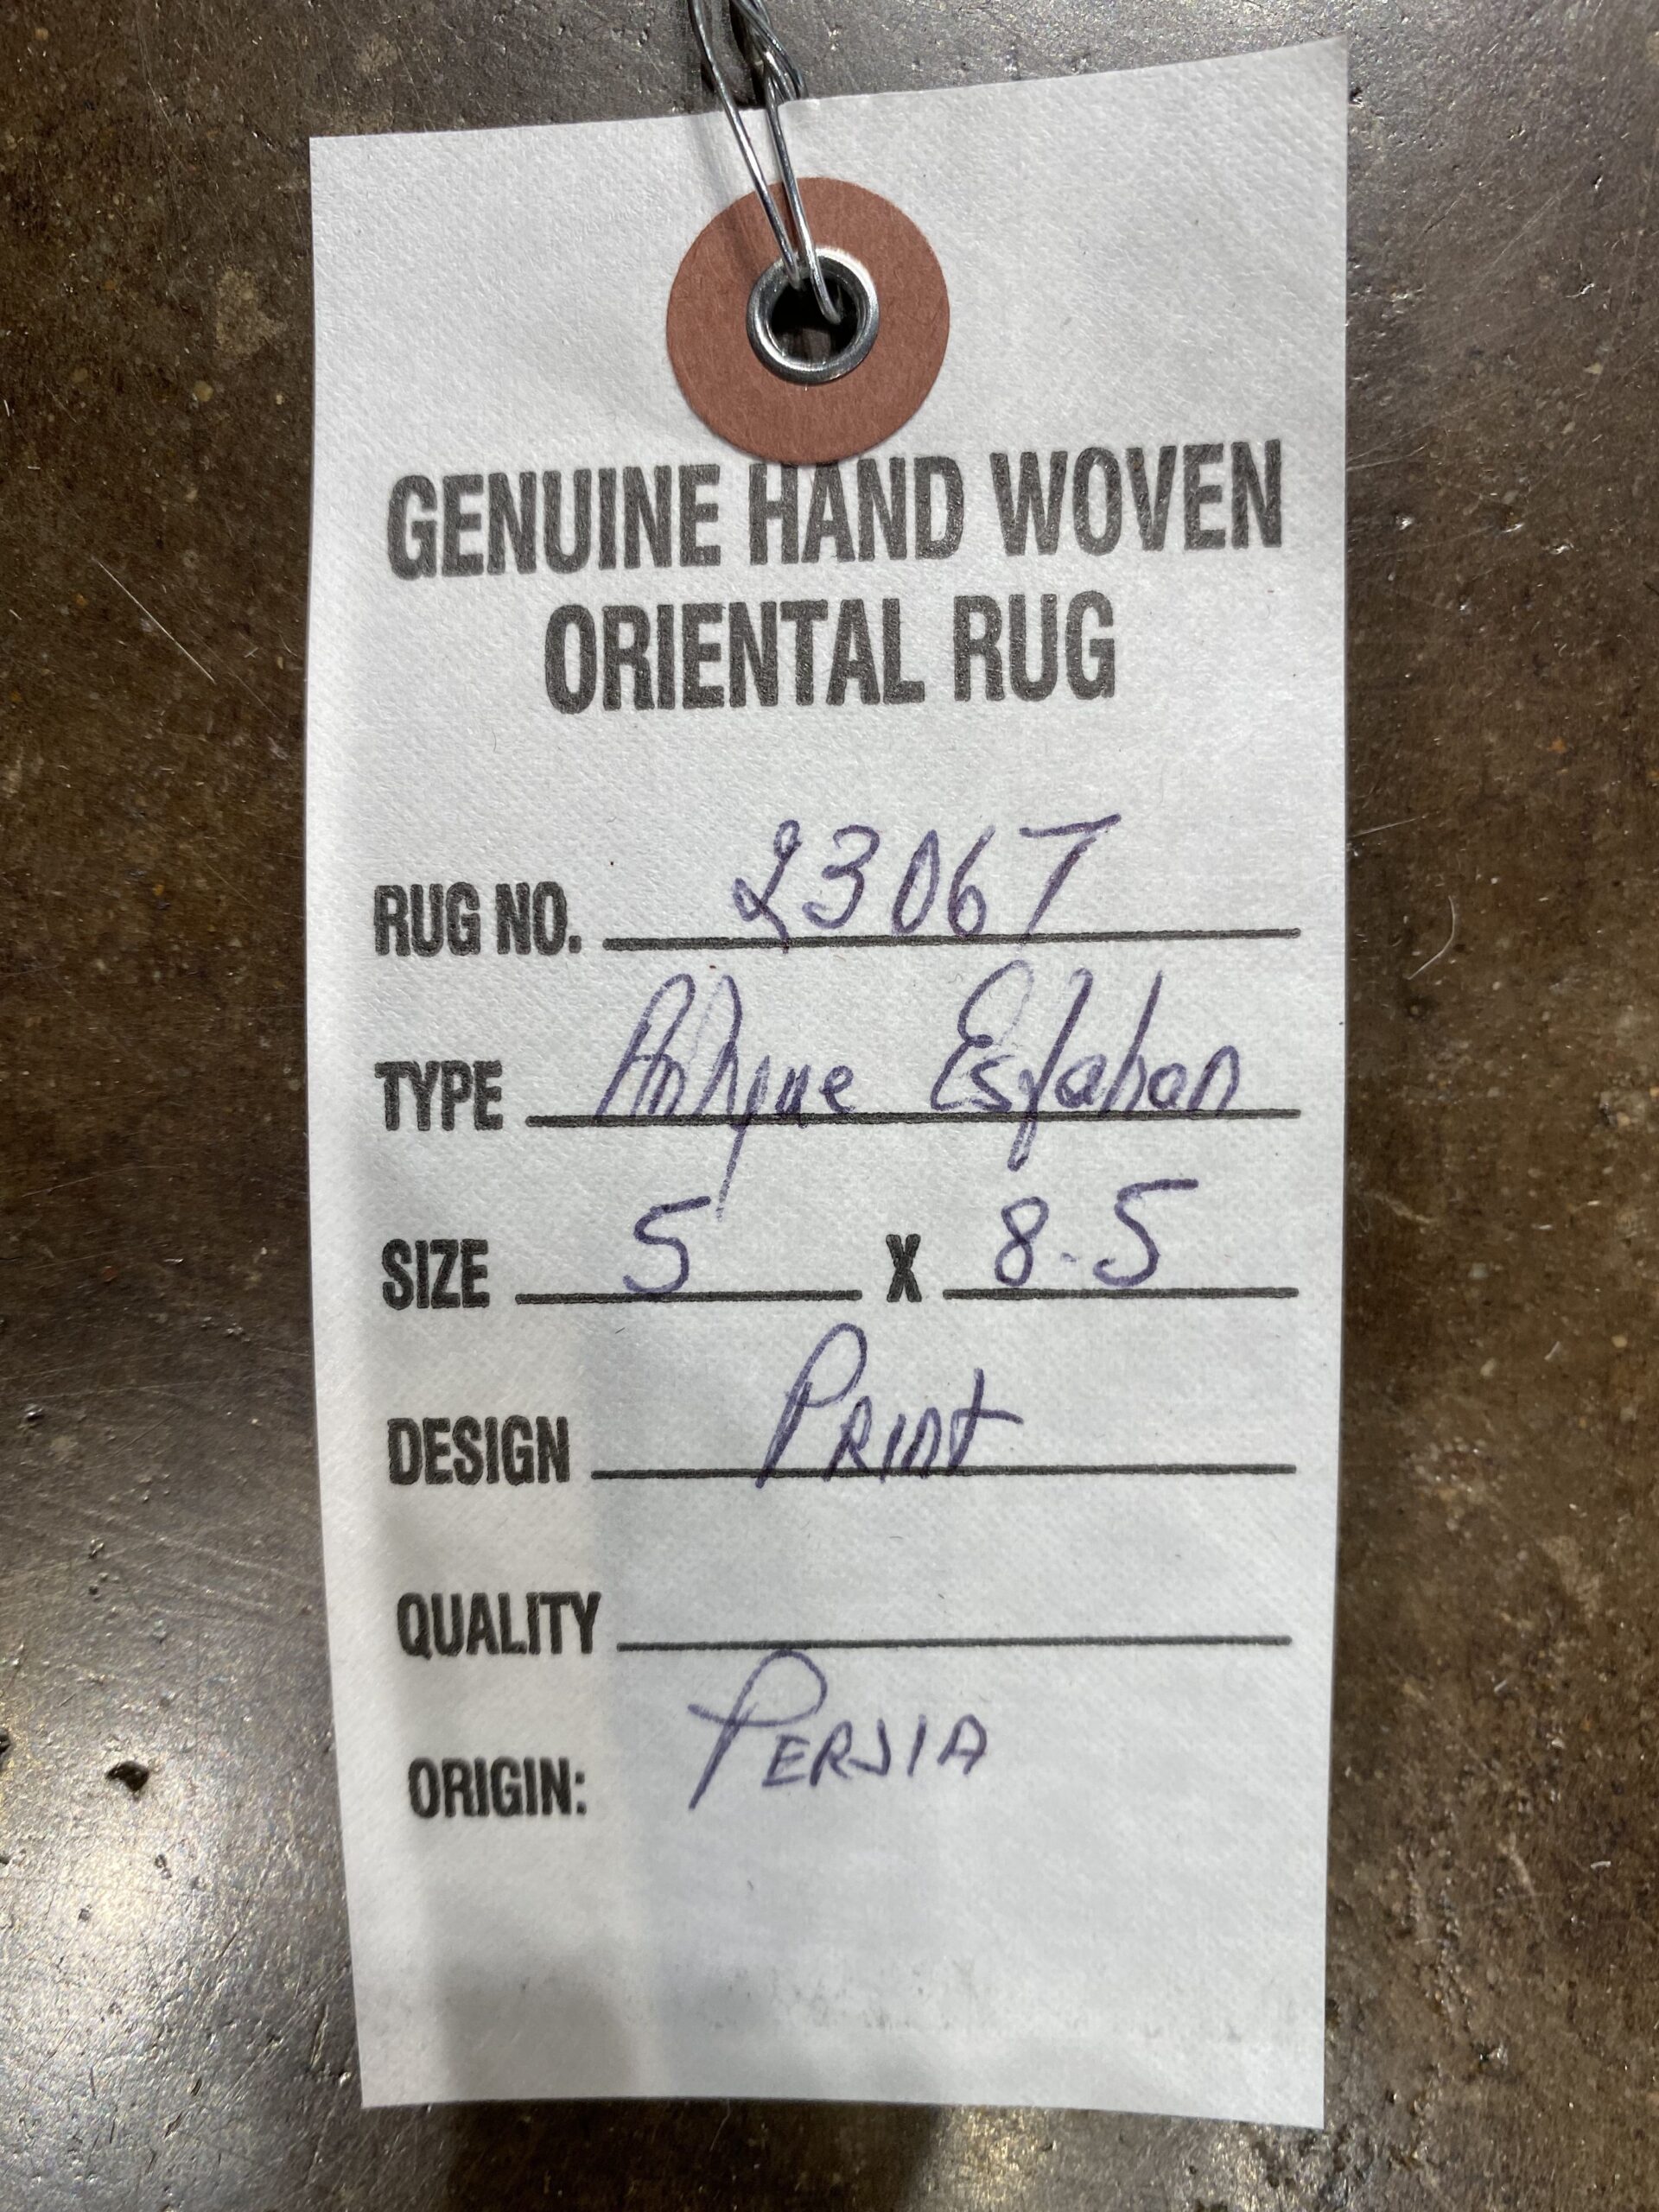 GENUINE HAND WOVEN
ORIENTAL RUG
RUG NO. 23067
TYPE Antique Esfahan
SIZE 5 X 8.5
DESIGN Print
QUALITY
ORIGIN: PERSIA